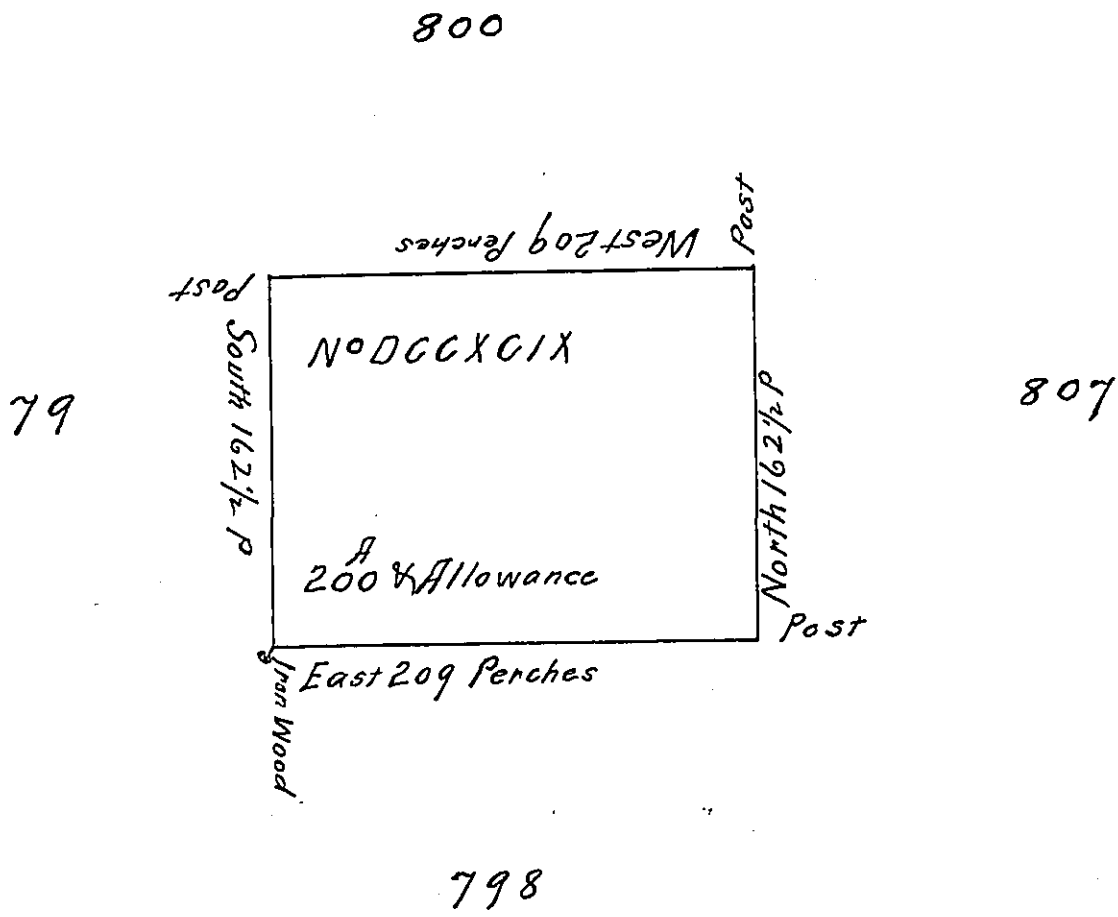 800
West 209 Perches
Post
Post
South 162½ P
No DCCXCIX
79
807
North 162½ P
A
200 & Allowance
Post
East 209 Perches
Iron Wood
798